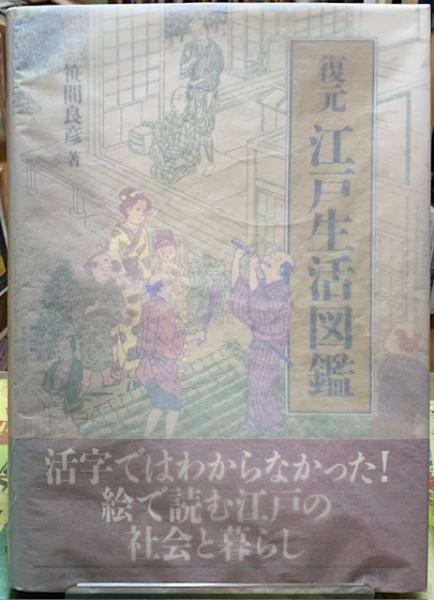 復元 江戸生活図鑑
笹間良彦 著
活字ではわからなかった!
絵で読む江戸の
社会と暮らし